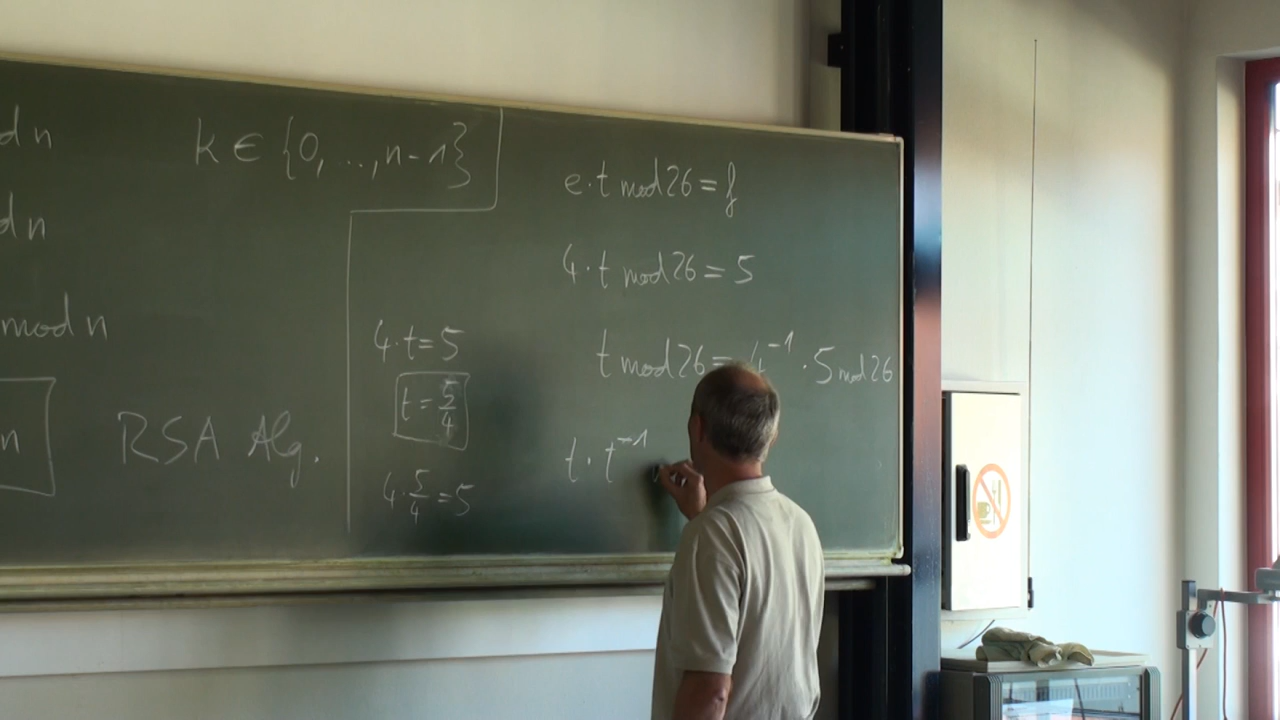 d n
k ∈ {0, ..., n-1}
d n
mod n
n
RSA Alg.
4·t=5
t=5/4
4·5/4=5
e·t mod 26 = f
4·t mod 26 = 5
t mod 26 = 4⁻¹ · 5 mod 26
t·t⁻¹